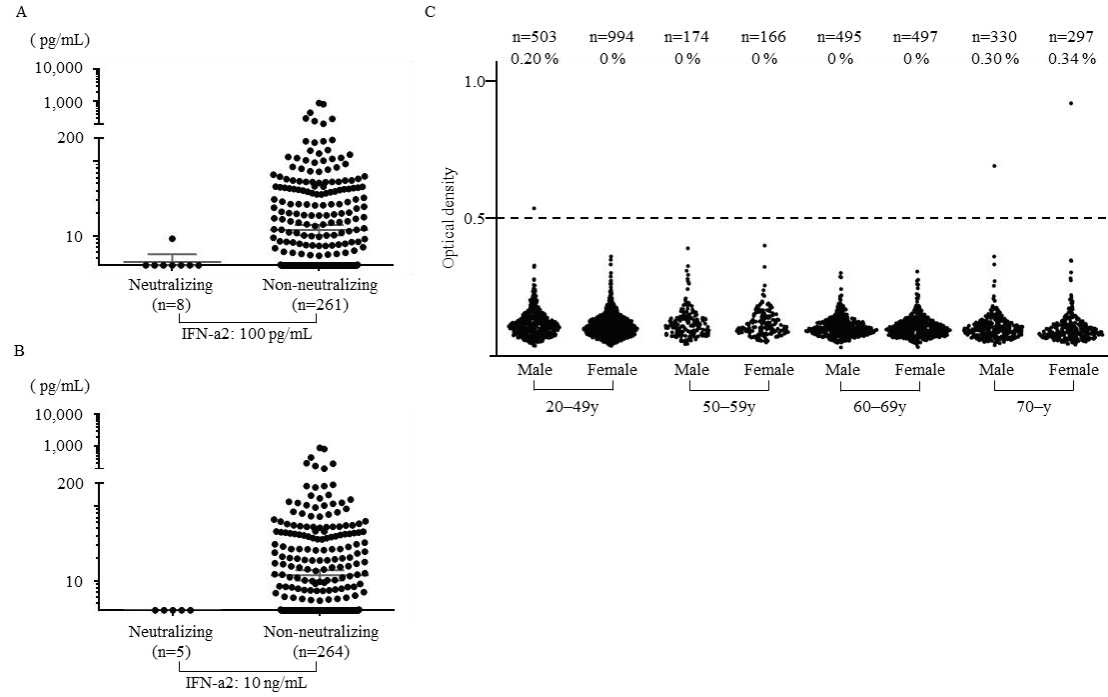 A
( pg/mL)
10,000
1,000
200
10
Neutralizing Non-neutralizing
(n=8) (n=261)
IFN-a2: 100 pg/mL
B
( pg/mL)
10,000
1,000
200
10
Neutralizing Non-neutralizing
(n=5) (n=264)
IFN-a2: 10 ng/mL
C
n=503 n=994 n=174 n=166 n=495 n=497 n=330 n=297
0.20 % 0 % 0 % 0 % 0 % 0 % 0.30 % 0.34 %
1.0
Optical density
0.5
Male Female Male Female Male Female Male Female
20–49y 50–59y 60–69y 70–y